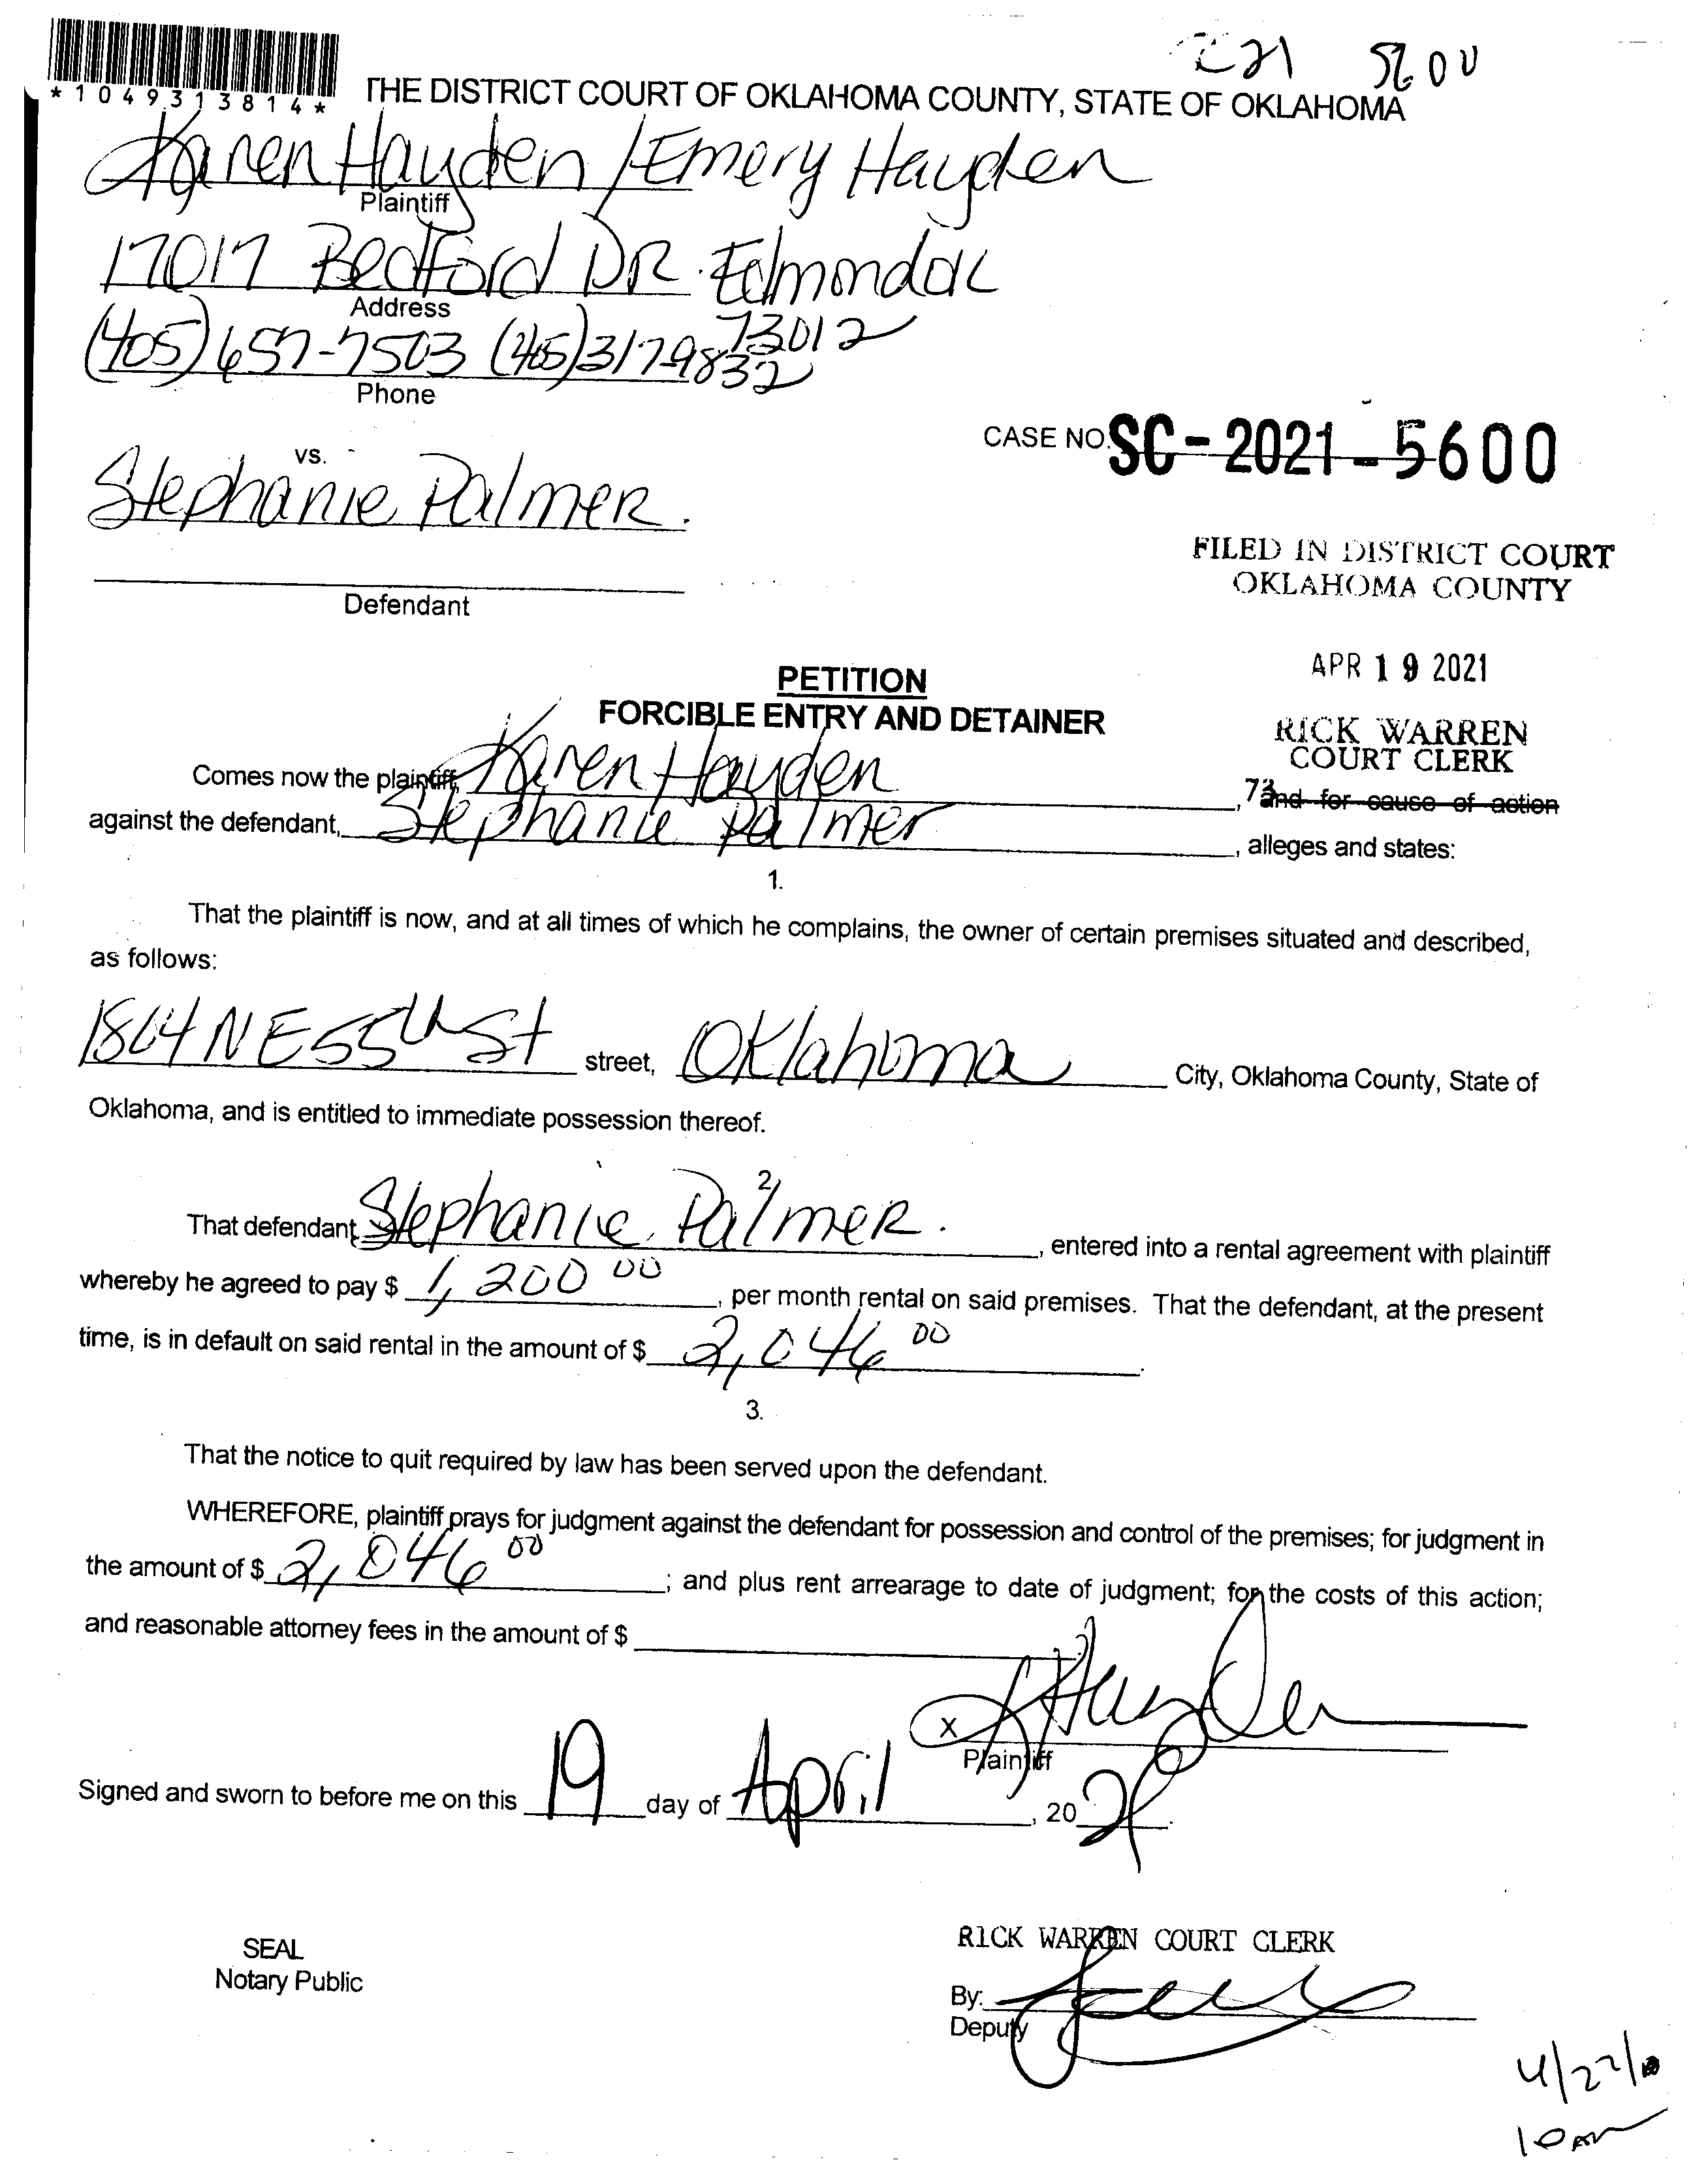 C21 5600
*1049313814*
THE DISTRICT COURT OF OKLAHOMA COUNTY, STATE OF OKLAHOMA
Karen Hayden / Emery Hayden
Plaintiff
17017 Bedford DR. Edmond OK
Address
73012
(405) 657-7503 (405) 317-9832
Phone
CASE NO. SC-2021-5600
vs.
Stephanie Palmer.
FILED IN DISTRICT COURT
OKLAHOMA COUNTY
Defendant
APR 19 2021
PETITION
FORCIBLE ENTRY AND DETAINER
RICK WARREN
COURT CLERK
Comes now the plaintiff, Karen Hayden, and for cause of action
against the defendant, Stephanie Palmer, alleges and states:
1.
That the plaintiff is now, and at all times of which he complains, the owner of certain premises situated and described,
as follows:
NE 55th St street, Oklahoma City, Oklahoma County, State of
Oklahoma, and is entitled to immediate possession thereof.
2.
That defendant, Stephanie Palmer., entered into a rental agreement with plaintiff
whereby he agreed to pay $ 1,200 00, per month rental on said premises. That the defendant, at the present
time, is in default on said rental in the amount of $ 2,046 00.
3.
That the notice to quit required by law has been served upon the defendant.
WHEREFORE, plaintiff prays for judgment against the defendant for possession and control of the premises; for judgment in
the amount of $ 2,046 00; and plus rent arrearage to date of judgment; for the costs of this action;
and reasonable attorney fees in the amount of $
X K Hayden
Plaintiff
Signed and sworn to before me on this 19 day of April, 2021.
SEAL
Notary Public
RICK WARREN COURT CLERK
By:
Deputy
10am